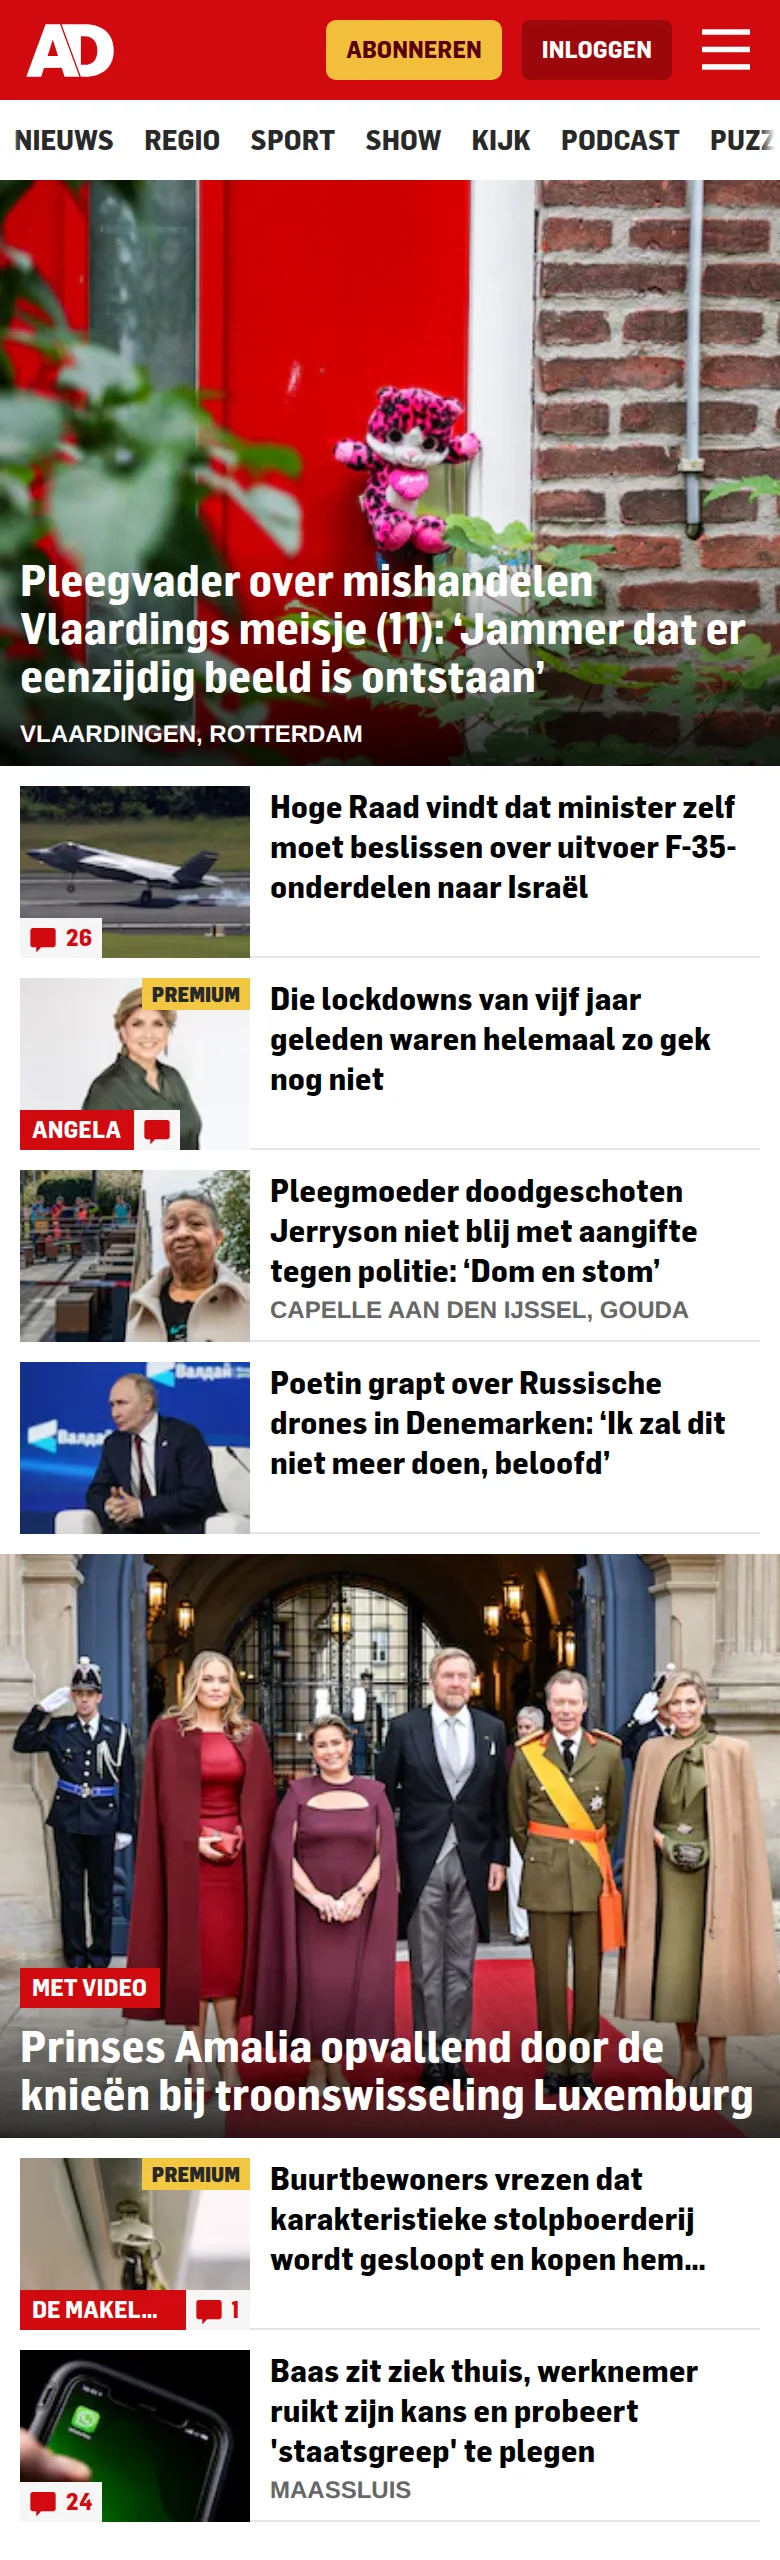 AD
ABONNEREN
INLOGGEN
NIEUWS REGIO SPORT SHOW KIJK PODCAST PUZZ
Pleegvader over mishandelen
Vlaardings meisje (11): ‘Jammer dat er
eenzijdig beeld is ontstaan’
VLAARDINGEN, ROTTERDAM
Hoge Raad vindt dat minister zelf
moet beslissen over uitvoer F-35-
onderdelen naar Israël
26
PREMIUM
Die lockdowns van vijf jaar
geleden waren helemaal zo gek
nog niet
ANGELA
Pleegmoeder doodgeschoten
Jerryson niet blij met aangifte
tegen politie: ‘Dom en stom’
CAPELLE AAN DEN IJSSEL, GOUDA
Валдай
Валда
Poetin grapt over Russische
drones in Denemarken: ‘Ik zal dit
niet meer doen, beloofd’
MET VIDEO
Prinses Amalia opvallend door de
knieën bij troonswisseling Luxemburg
PREMIUM
Buurtbewoners vrezen dat
karakteristieke stolpboerderij
wordt gesloopt en kopen hem...
DE MAKEL...
1
Baas zit ziek thuis, werknemer
ruikt zijn kans en probeert
'staatsgreep' te plegen
MAASSLUIS
24